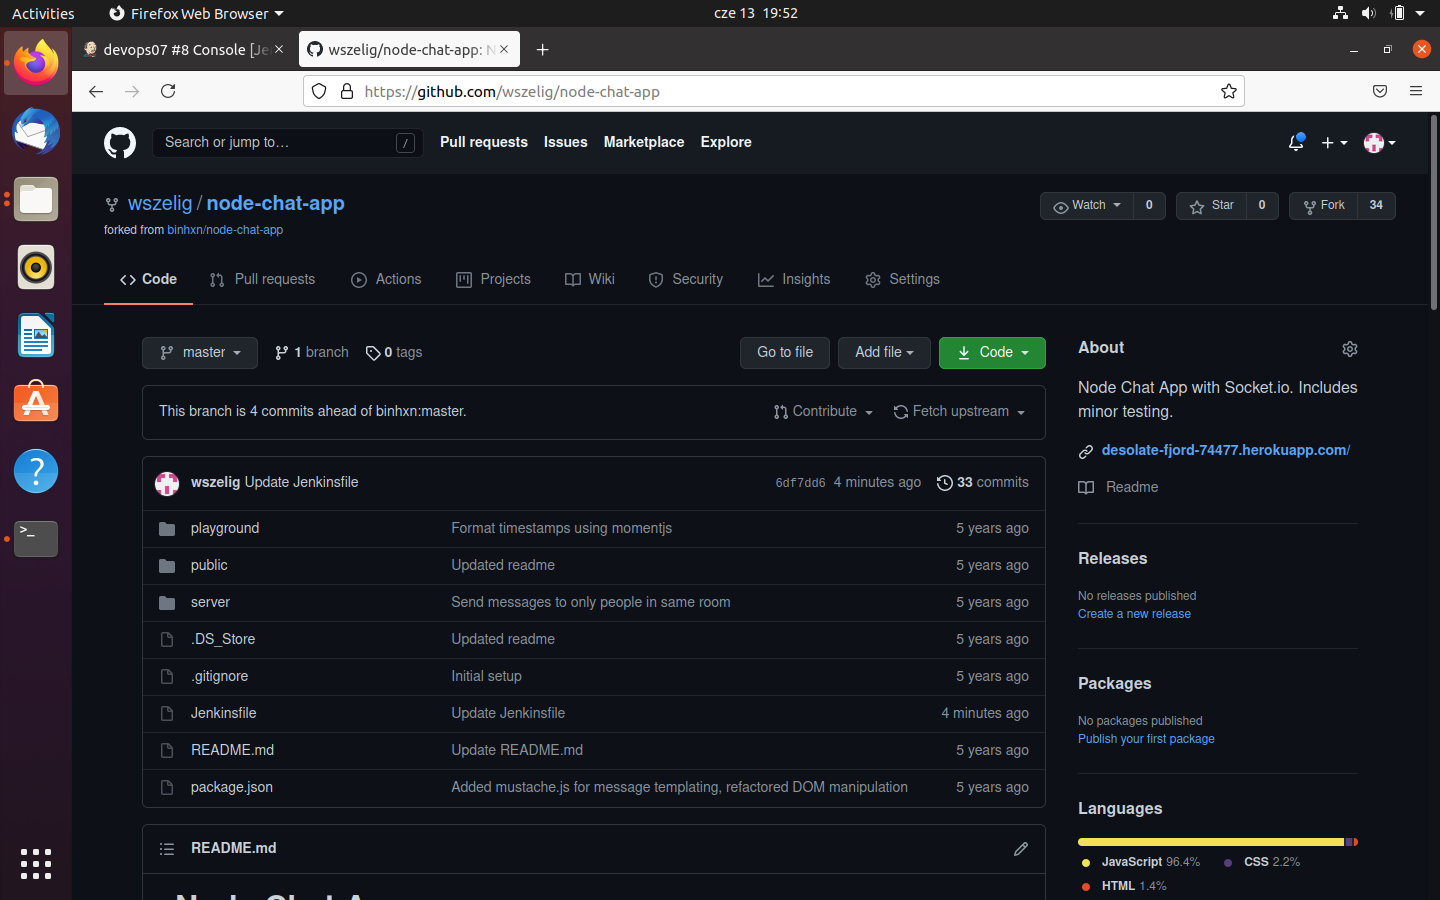 Activities Firefox Web Browser cze 13 19:52
devops07 #8 Console [Je
wszelig/node-chat-app: N
https://github.com/wszelig/node-chat-app
Search or jump to… /
Pull requests Issues Marketplace Explore
wszelig / node-chat-app
forked from binhxn/node-chat-app
Watch 0 Star 0 Fork 34
Code Pull requests Actions Projects Wiki Security Insights Settings
master 1 branch 0 tags
Go to file Add file Code
This branch is 4 commits ahead of binhxn:master. Contribute Fetch upstream
wszelig Update Jenkinsfile 6df7dd6 4 minutes ago 33 commits
playground Format timestamps using momentjs 5 years ago
public Updated readme 5 years ago
server Send messages to only people in same room 5 years ago
.DS_Store Updated readme 5 years ago
.gitignore Initial setup 5 years ago
Jenkinsfile Update Jenkinsfile 4 minutes ago
README.md Update README.md 5 years ago
package.json Added mustache.js for message templating, refactored DOM manipulation 5 years ago
README.md
About
Node Chat App with Socket.io. Includes
minor testing.
desolate-fjord-74477.herokuapp.com/
Readme
Releases
No releases published
Create a new release
Packages
No packages published
Publish your first package
Languages
JavaScript 96.4% CSS 2.2%
HTML 1.4%